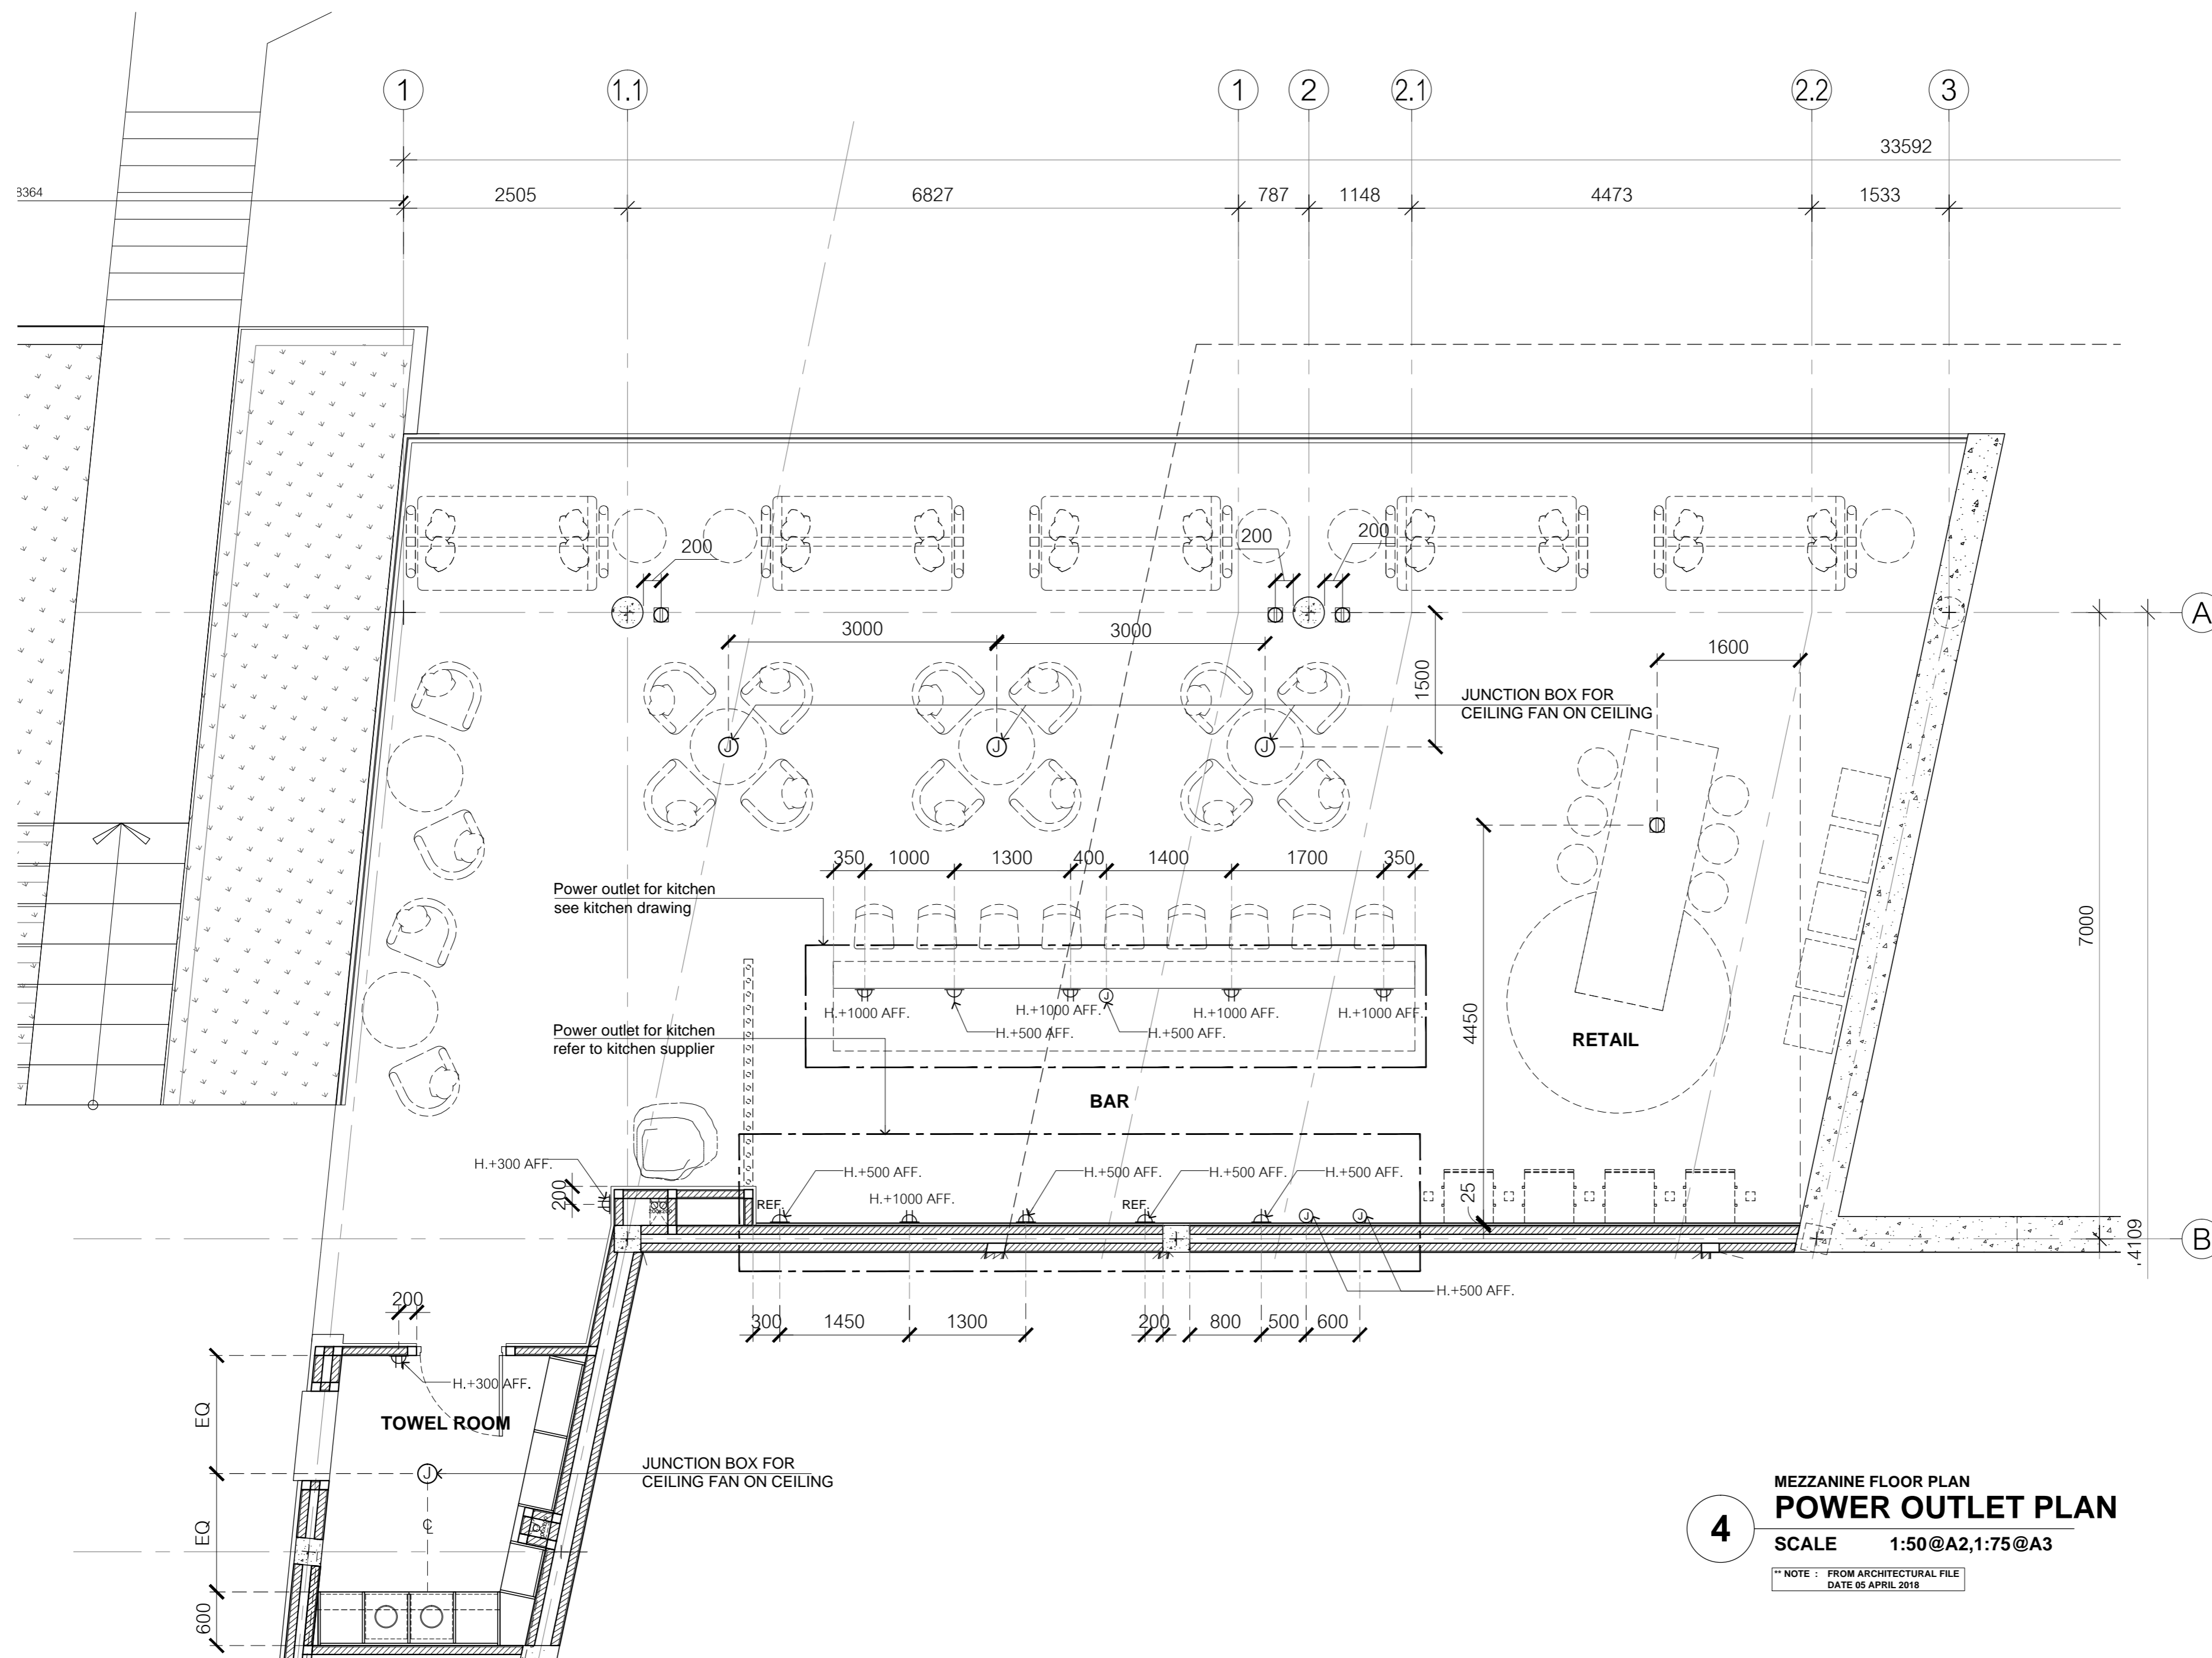 1
1.1
1
2
2.1
2.2
3
33592
8364
2505
6827
787
1148
4473
1533
200
200
200
A
3000
3000
1600
1500
JUNCTION BOX FOR
CEILING FAN ON CEILING
J
J
J
350
1000
1300
400
1400
1700
350
Power outlet for kitchen
see kitchen drawing
7000
J
H.+1000 AFF.
H.+1000 AFF.
H.+1000 AFF.
H.+1000 AFF.
H.+500 AFF.
H.+500 AFF.
4450
RETAIL
Power outlet for kitchen
refer to kitchen supplier
BAR
H.+300 AFF.
200
200
H.+500 AFF.
H.+500 AFF.
H.+500 AFF.
H.+500 AFF.
REF.
H.+1000 AFF.
REF.
J
J
25
4109
B
H.+500 AFF.
200
300
1450
1300
200
800
500
600
H.+300 AFF.
EQ
TOWEL ROOM
J
JUNCTION BOX FOR
CEILING FAN ON CEILING
EQ
600
4
MEZZANINE FLOOR PLAN
POWER OUTLET PLAN
SCALE 1:50@A2,1:75@A3
** NOTE : FROM ARCHITECTURAL FILE
DATE 05 APRIL 2018